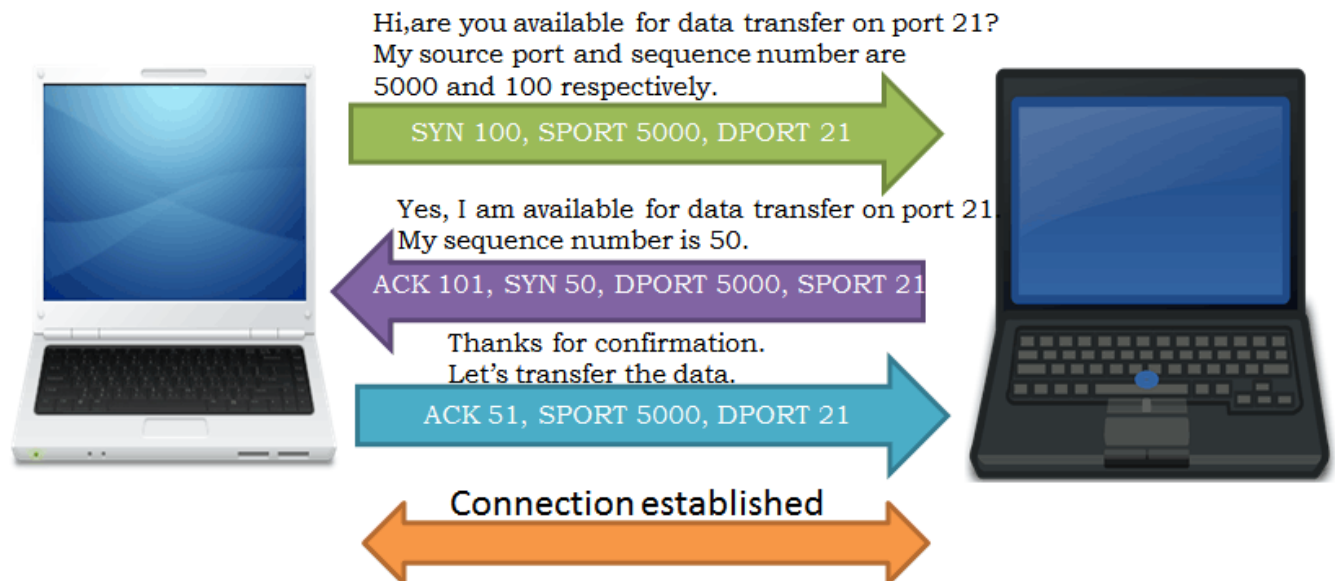 Hi,are you available for data transfer on port 21?
My source port and sequence number are
5000 and 100 respectively.
SYN 100, SPORT 5000, DPORT 21
Yes, I am available for data transfer on port 21.
My sequence number is 50.
ACK 101, SYN 50, DPORT 5000, SPORT 21
Thanks for confirmation.
Let's transfer the data.
ACK 51, SPORT 5000, DPORT 21
Connection established